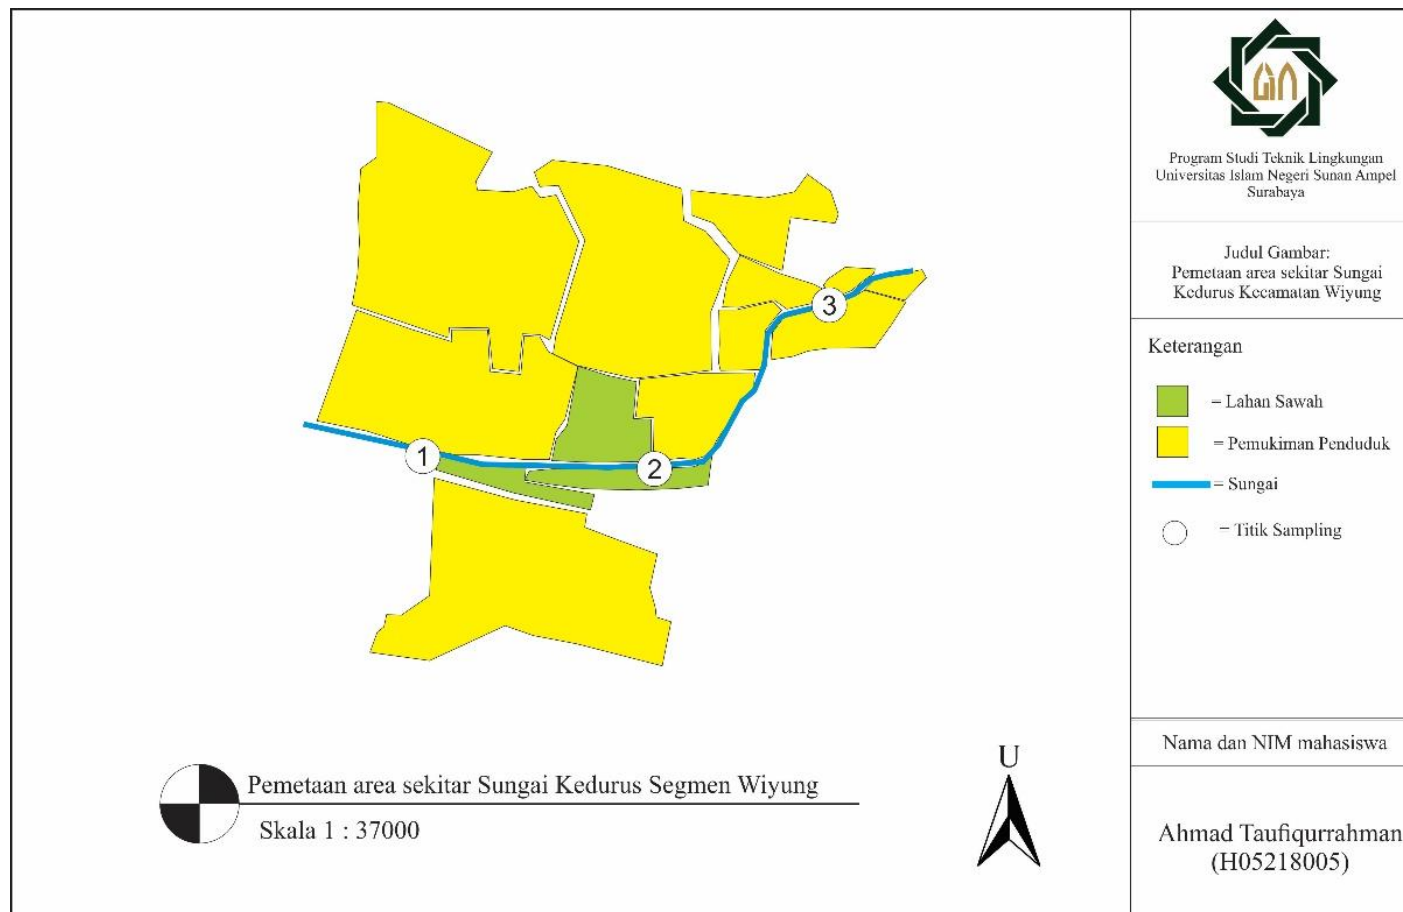 Program Studi Teknik Lingkungan
Universitas Islam Negeri Sunan Ampel
Surabaya
Judul Gambar:
Pemetaan area sekitar Sungai
Kedurus Kecamatan Wiyung
Keterangan
= Lahan Sawah
= Pemukiman Penduduk
= Sungai
= Titik Sampling
1
2
3
Pemetaan area sekitar Sungai Kedurus Segmen Wiyung
Skala 1 : 37000
U
Nama dan NIM mahasiswa
Ahmad Taufiqurrahman
(H05218005)